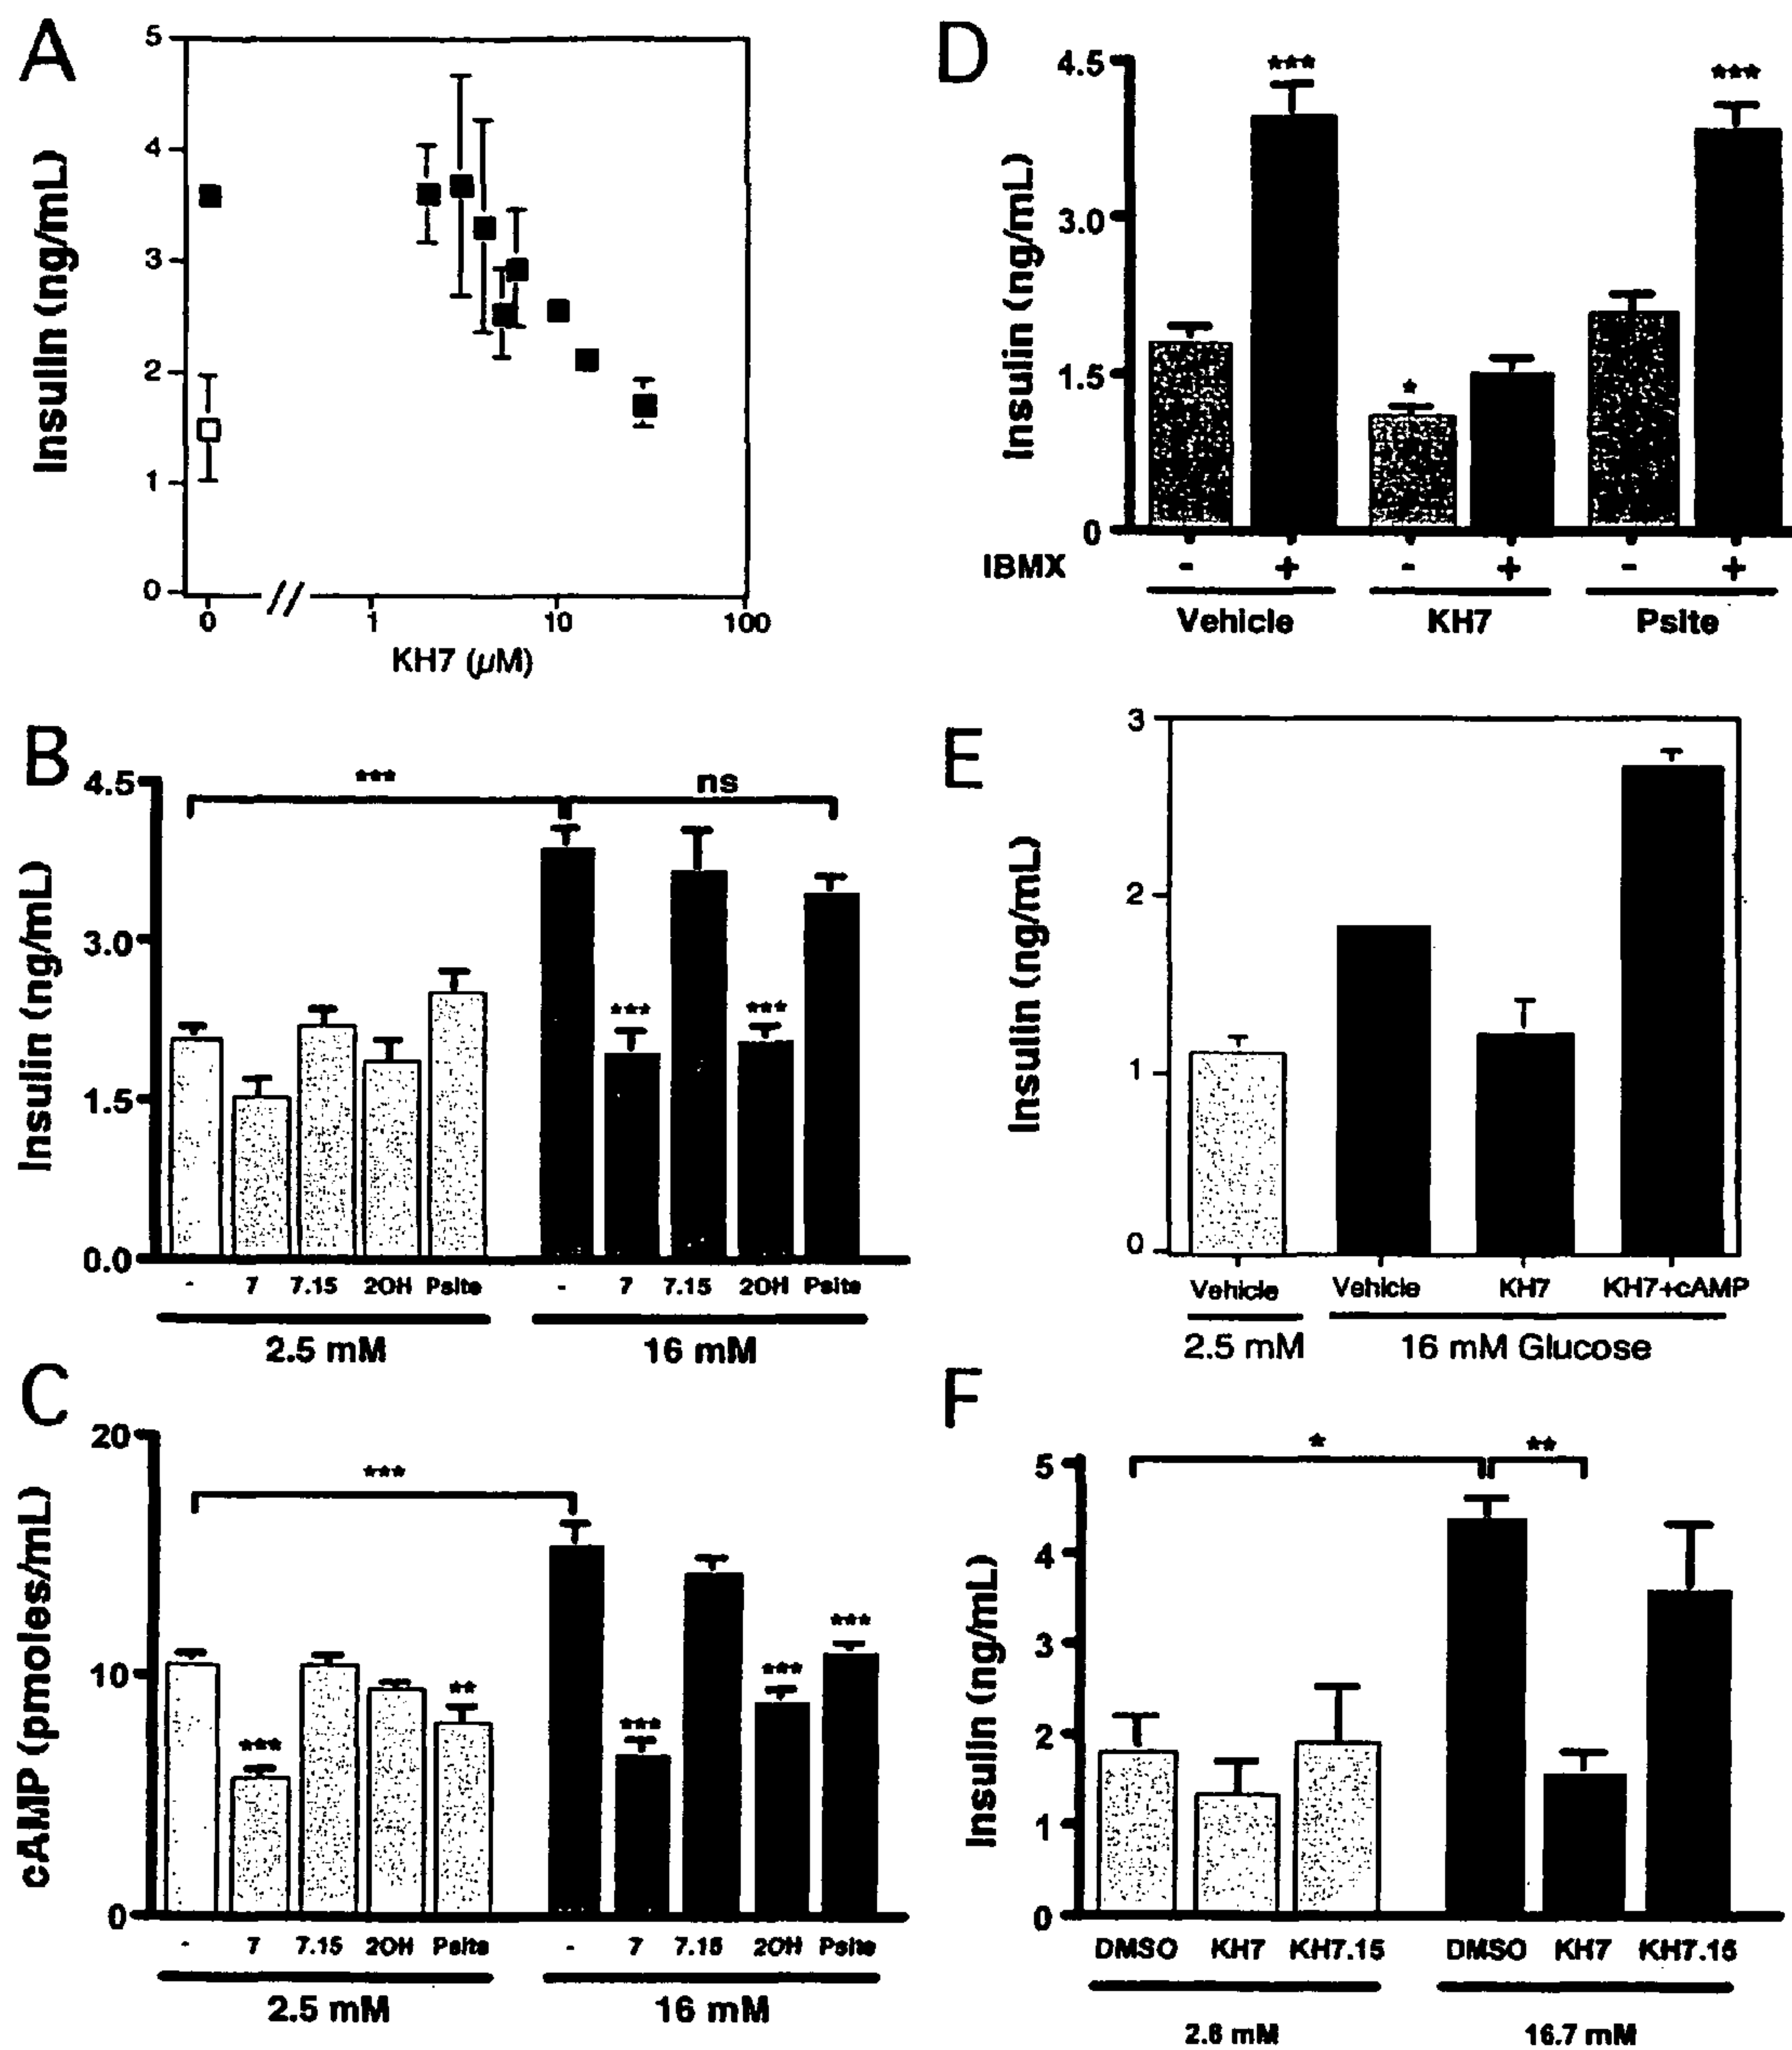 A
5
4
3
2
1
0
Insulin (ng/mL)
0 // 1 10 100
KH7 (µM)
B
4.5
3.0
1.5
0.0
Insulin (ng/mL)
*** ns
*** ***
- 7 7.15 2OH Psite - 7 7.15 2OH Psite
2.5 mM 16 mM
C
20
10
0
cAMP (pmoles/mL)
***
*** ** *** *** ***
- 7 7.15 2OH Psite - 7 7.15 2OH Psite
2.5 mM 16 mM
D
4.5
3.0
1.5
0
Insulin (ng/mL)
*** * ***
IBMX - + - + - +
Vehicle KH7 Psite
E
3
2
1
0
Insulin (ng/mL)
Vehicle Vehicle KH7 KH7+cAMP
2.5 mM 16 mM Glucose
F
5
4
3
2
1
0
Insulin (ng/mL)
* **
DMSO KH7 KH7.15 DMSO KH7 KH7.15
2.8 mM 16.7 mM